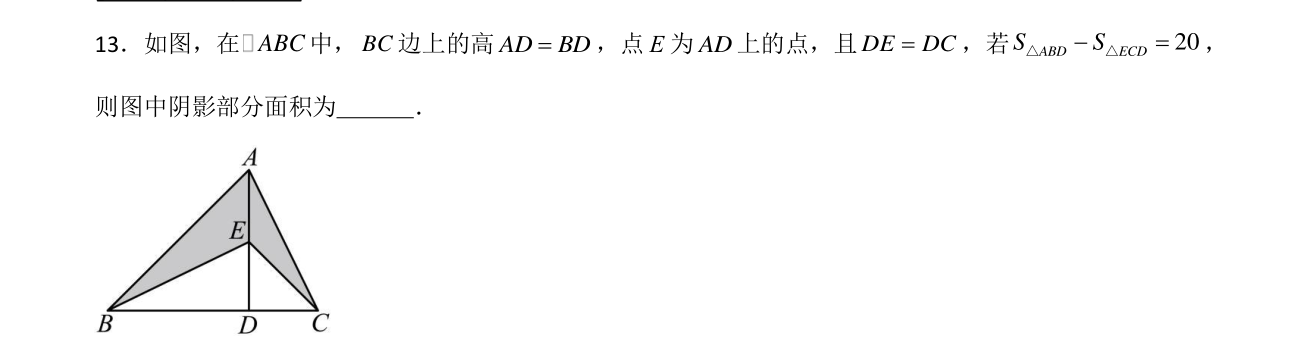 13．如图，在□ABC中，BC边上的高AD=BD，点E为AD上的点，且DE=DC，若S△ABD−S△ECD=20，
则图中阴影部分面积为______．
A
E
B
D
C